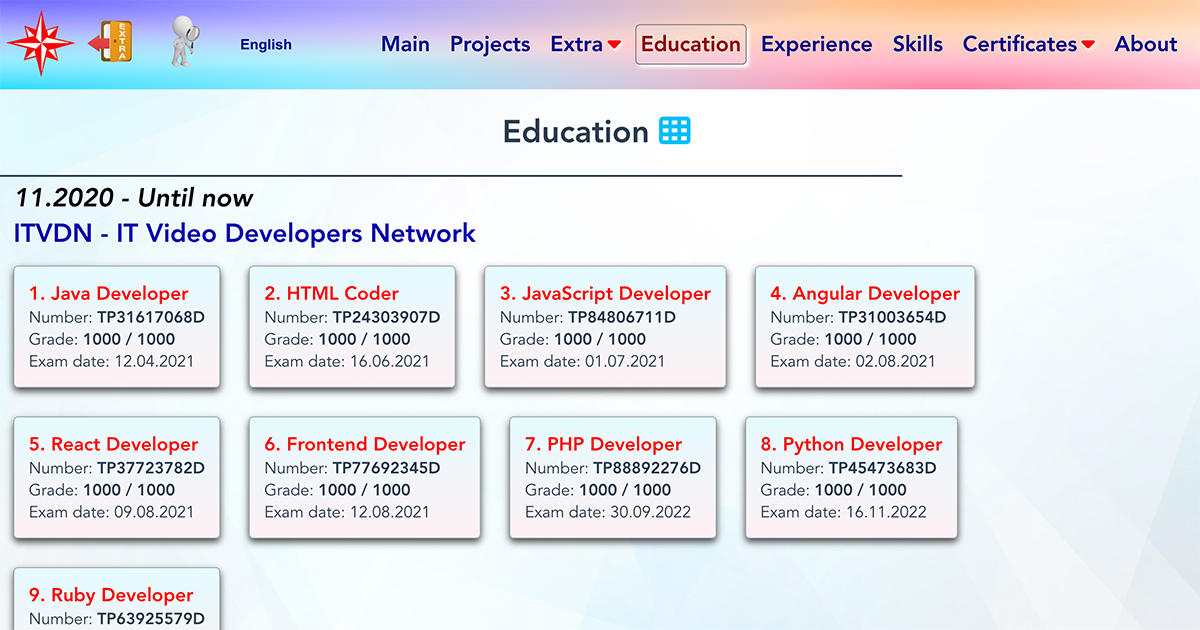 EXTRA
English
Main Projects Extra Education Experience Skills Certificates About
Education
11.2020 - Until now
ITVDN - IT Video Developers Network
1. Java Developer
Number: TP31617068D
Grade: 1000 / 1000
Exam date: 12.04.2021
2. HTML Coder
Number: TP24303907D
Grade: 1000 / 1000
Exam date: 16.06.2021
3. JavaScript Developer
Number: TP84806711D
Grade: 1000 / 1000
Exam date: 01.07.2021
4. Angular Developer
Number: TP31003654D
Grade: 1000 / 1000
Exam date: 02.08.2021
5. React Developer
Number: TP37723782D
Grade: 1000 / 1000
Exam date: 09.08.2021
6. Frontend Developer
Number: TP77692345D
Grade: 1000 / 1000
Exam date: 12.08.2021
7. PHP Developer
Number: TP88892276D
Grade: 1000 / 1000
Exam date: 30.09.2022
8. Python Developer
Number: TP45473683D
Grade: 1000 / 1000
Exam date: 16.11.2022
9. Ruby Developer
Number: TP63925579D